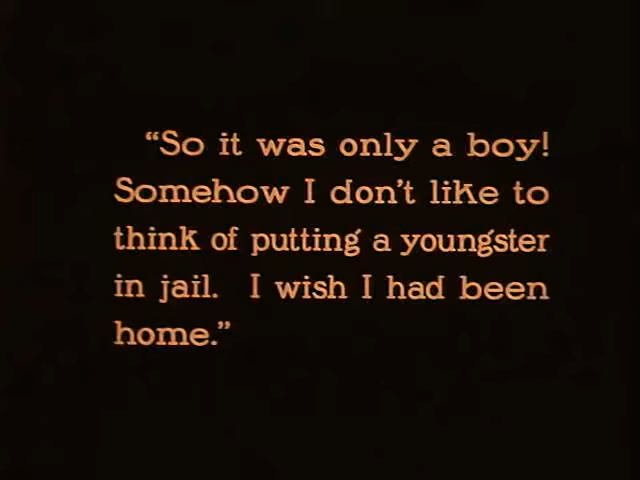 “So it was only a boy!
Somehow I don’t like to
think of putting a youngster
in jail. I wish I had been
home.”